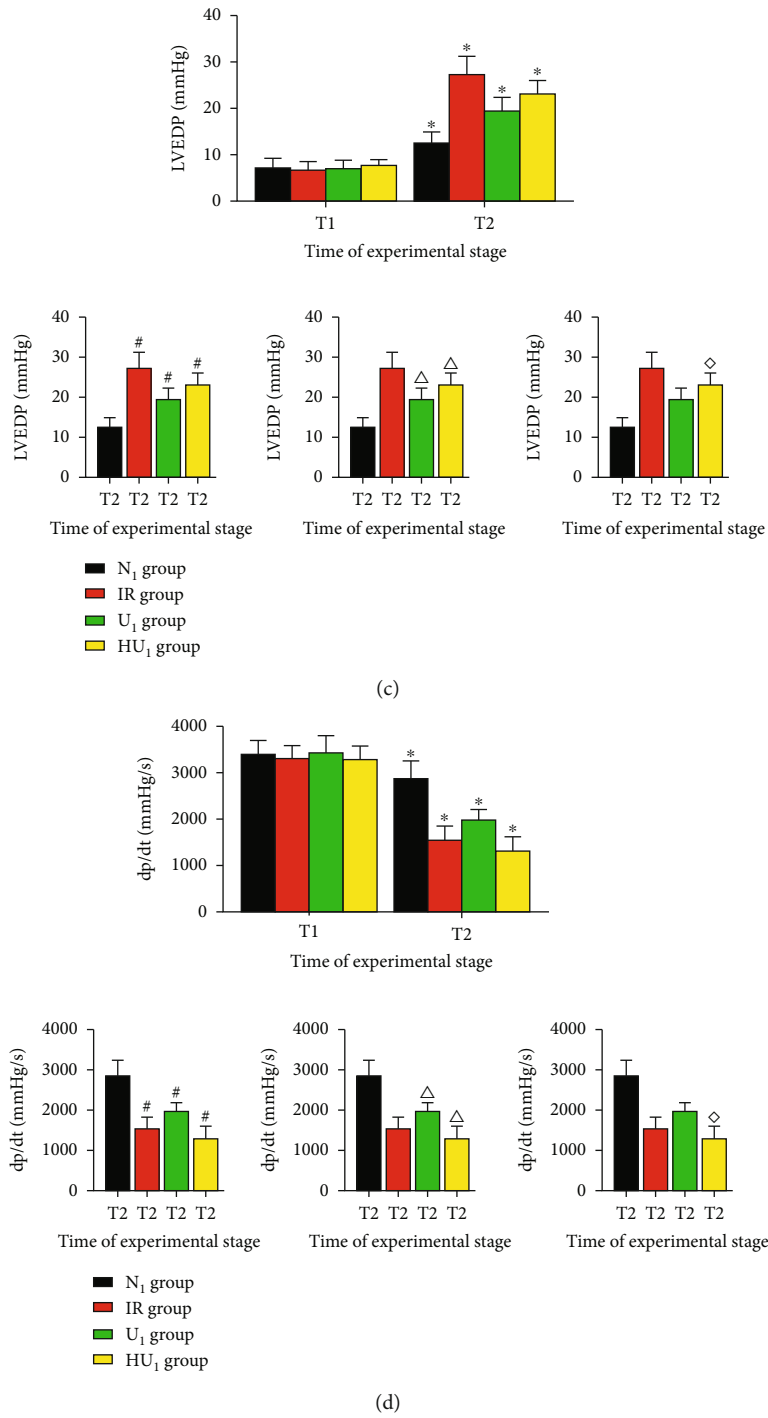 LVEDP (mmHg)
40
30
20
10
0
*
*
*
*
T1 T2
Time of experimental stage
LVEDP (mmHg)
40
30
20
10
0
#
#
#
T2 T2 T2 T2
Time of experimental stage
LVEDP (mmHg)
40
30
20
10
0
△
△
T2 T2 T2 T2
Time of experimental stage
LVEDP (mmHg)
40
30
20
10
0
◇
T2 T2 T2 T2
Time of experimental stage
N₁ group
IR group
U₁ group
HU₁ group
(c)
dp/dt (mmHg/s)
4000
3000
2000
1000
0
*
*
*
*
T1 T2
Time of experimental stage
dp/dt (mmHg/s)
4000
3000
2000
1000
0
#
#
#
T2 T2 T2 T2
Time of experimental stage
dp/dt (mmHg/s)
4000
3000
2000
1000
0
△
△
T2 T2 T2 T2
Time of experimental stage
dp/dt (mmHg/s)
4000
3000
2000
1000
0
◇
T2 T2 T2 T2
Time of experimental stage
N₁ group
IR group
U₁ group
HU₁ group
(d)